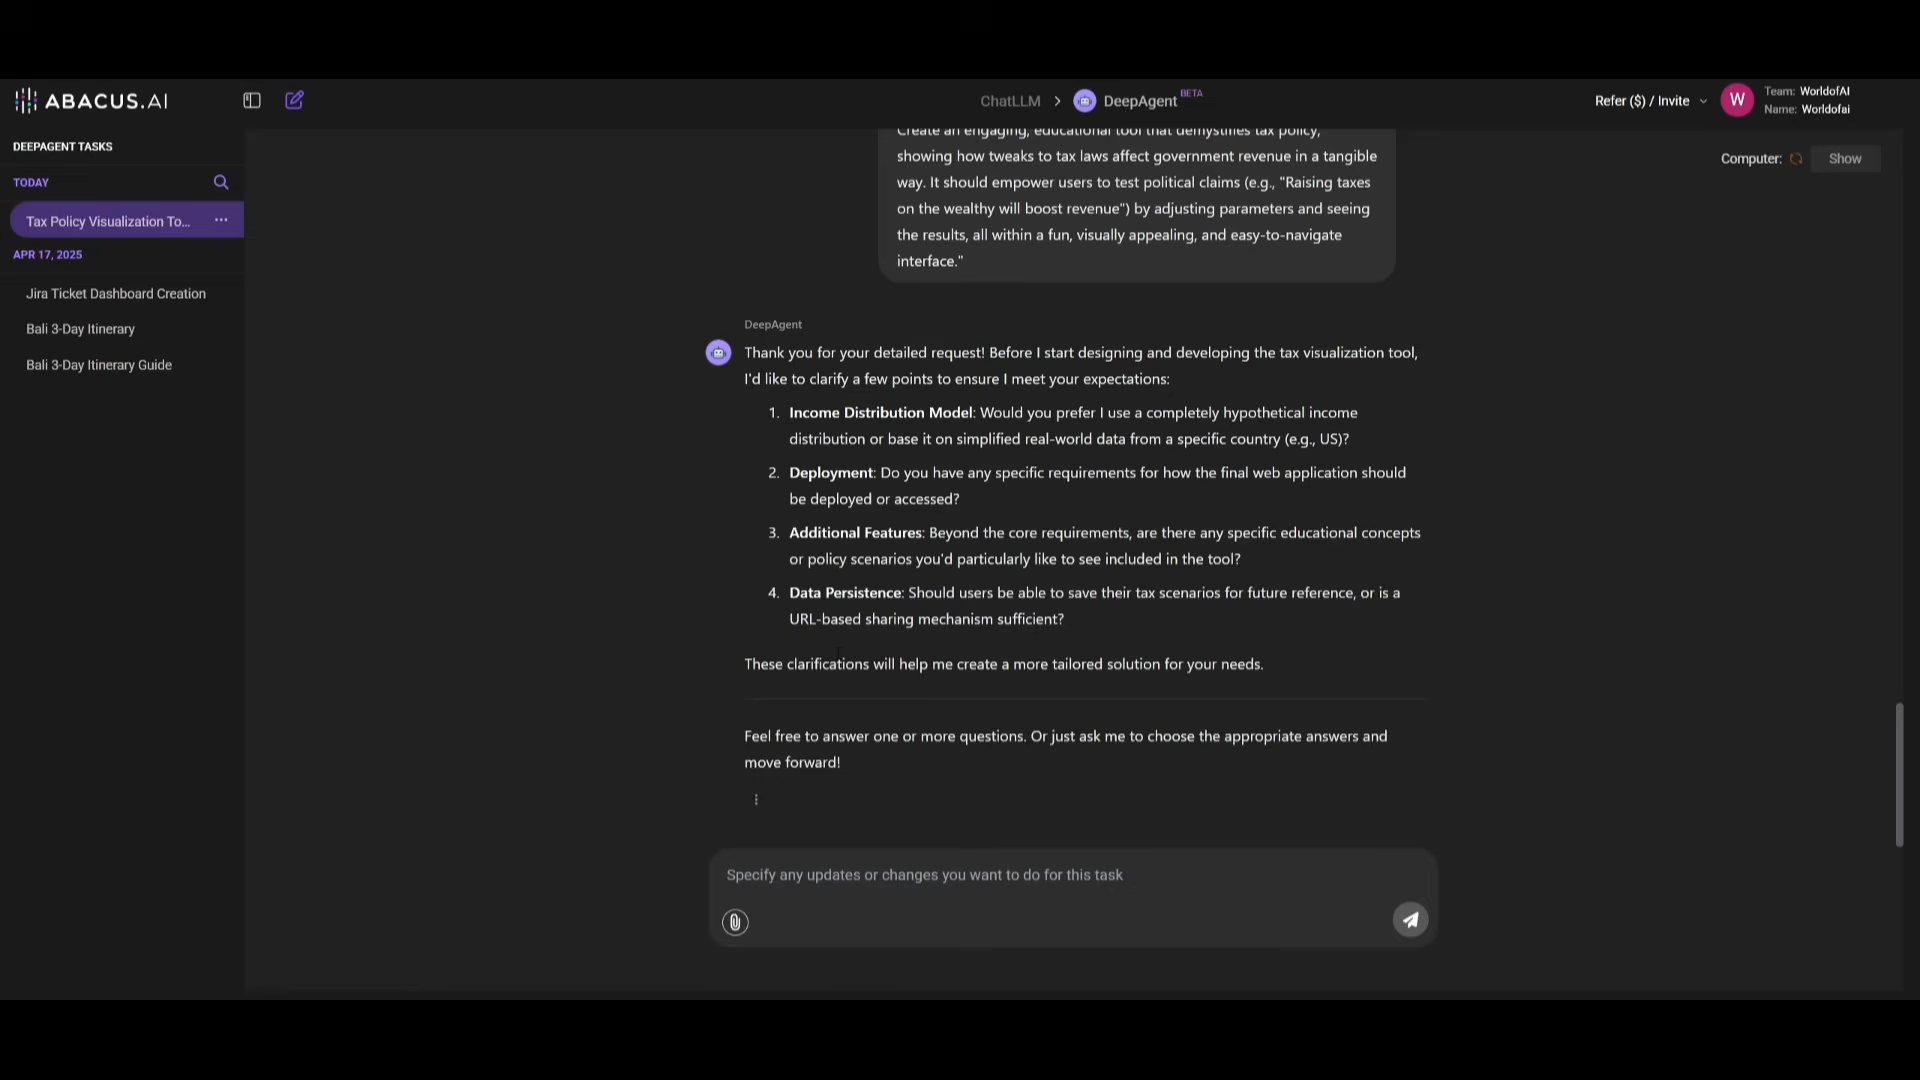 ABACUS.AI
ChatLLM > DeepAgent BETA
Refer ($) / Invite
W
Team: WorldofAI
Name: Worldofai
DEEPAGENT TASKS
TODAY
Tax Policy Visualization To...
APR 17, 2025
Jira Ticket Dashboard Creation
Bali 3-Day Itinerary
Bali 3-Day Itinerary Guide
Computer: Show
Create an engaging, educational tool that demystifies tax policy,
showing how tweaks to tax laws affect government revenue in a tangible
way. It should empower users to test political claims (e.g., "Raising taxes
on the wealthy will boost revenue") by adjusting parameters and seeing
the results, all within a fun, visually appealing, and easy-to-navigate
interface."
DeepAgent
Thank you for your detailed request! Before I start designing and developing the tax visualization tool,
I'd like to clarify a few points to ensure I meet your expectations:
1. Income Distribution Model: Would you prefer I use a completely hypothetical income
distribution or base it on simplified real-world data from a specific country (e.g., US)?
2. Deployment: Do you have any specific requirements for how the final web application should
be deployed or accessed?
3. Additional Features: Beyond the core requirements, are there any specific educational concepts
or policy scenarios you'd particularly like to see included in the tool?
4. Data Persistence: Should users be able to save their tax scenarios for future reference, or is a
URL-based sharing mechanism sufficient?
These clarifications will help me create a more tailored solution for your needs.
Feel free to answer one or more questions. Or just ask me to choose the appropriate answers and
move forward!
Specify any updates or changes you want to do for this task